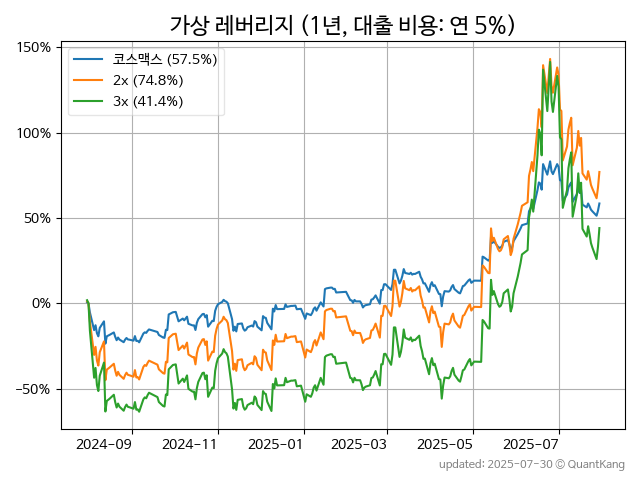 가상 레버리지 (1년, 대출 비용: 연 5%)
150%
100%
50%
0%
−50%
코스맥스 (57.5%)
2x (74.8%)
3x (41.4%)
2024-09 2024-11 2025-01 2025-03 2025-05 2025-07
updated: 2025-07-30 © QuantKang